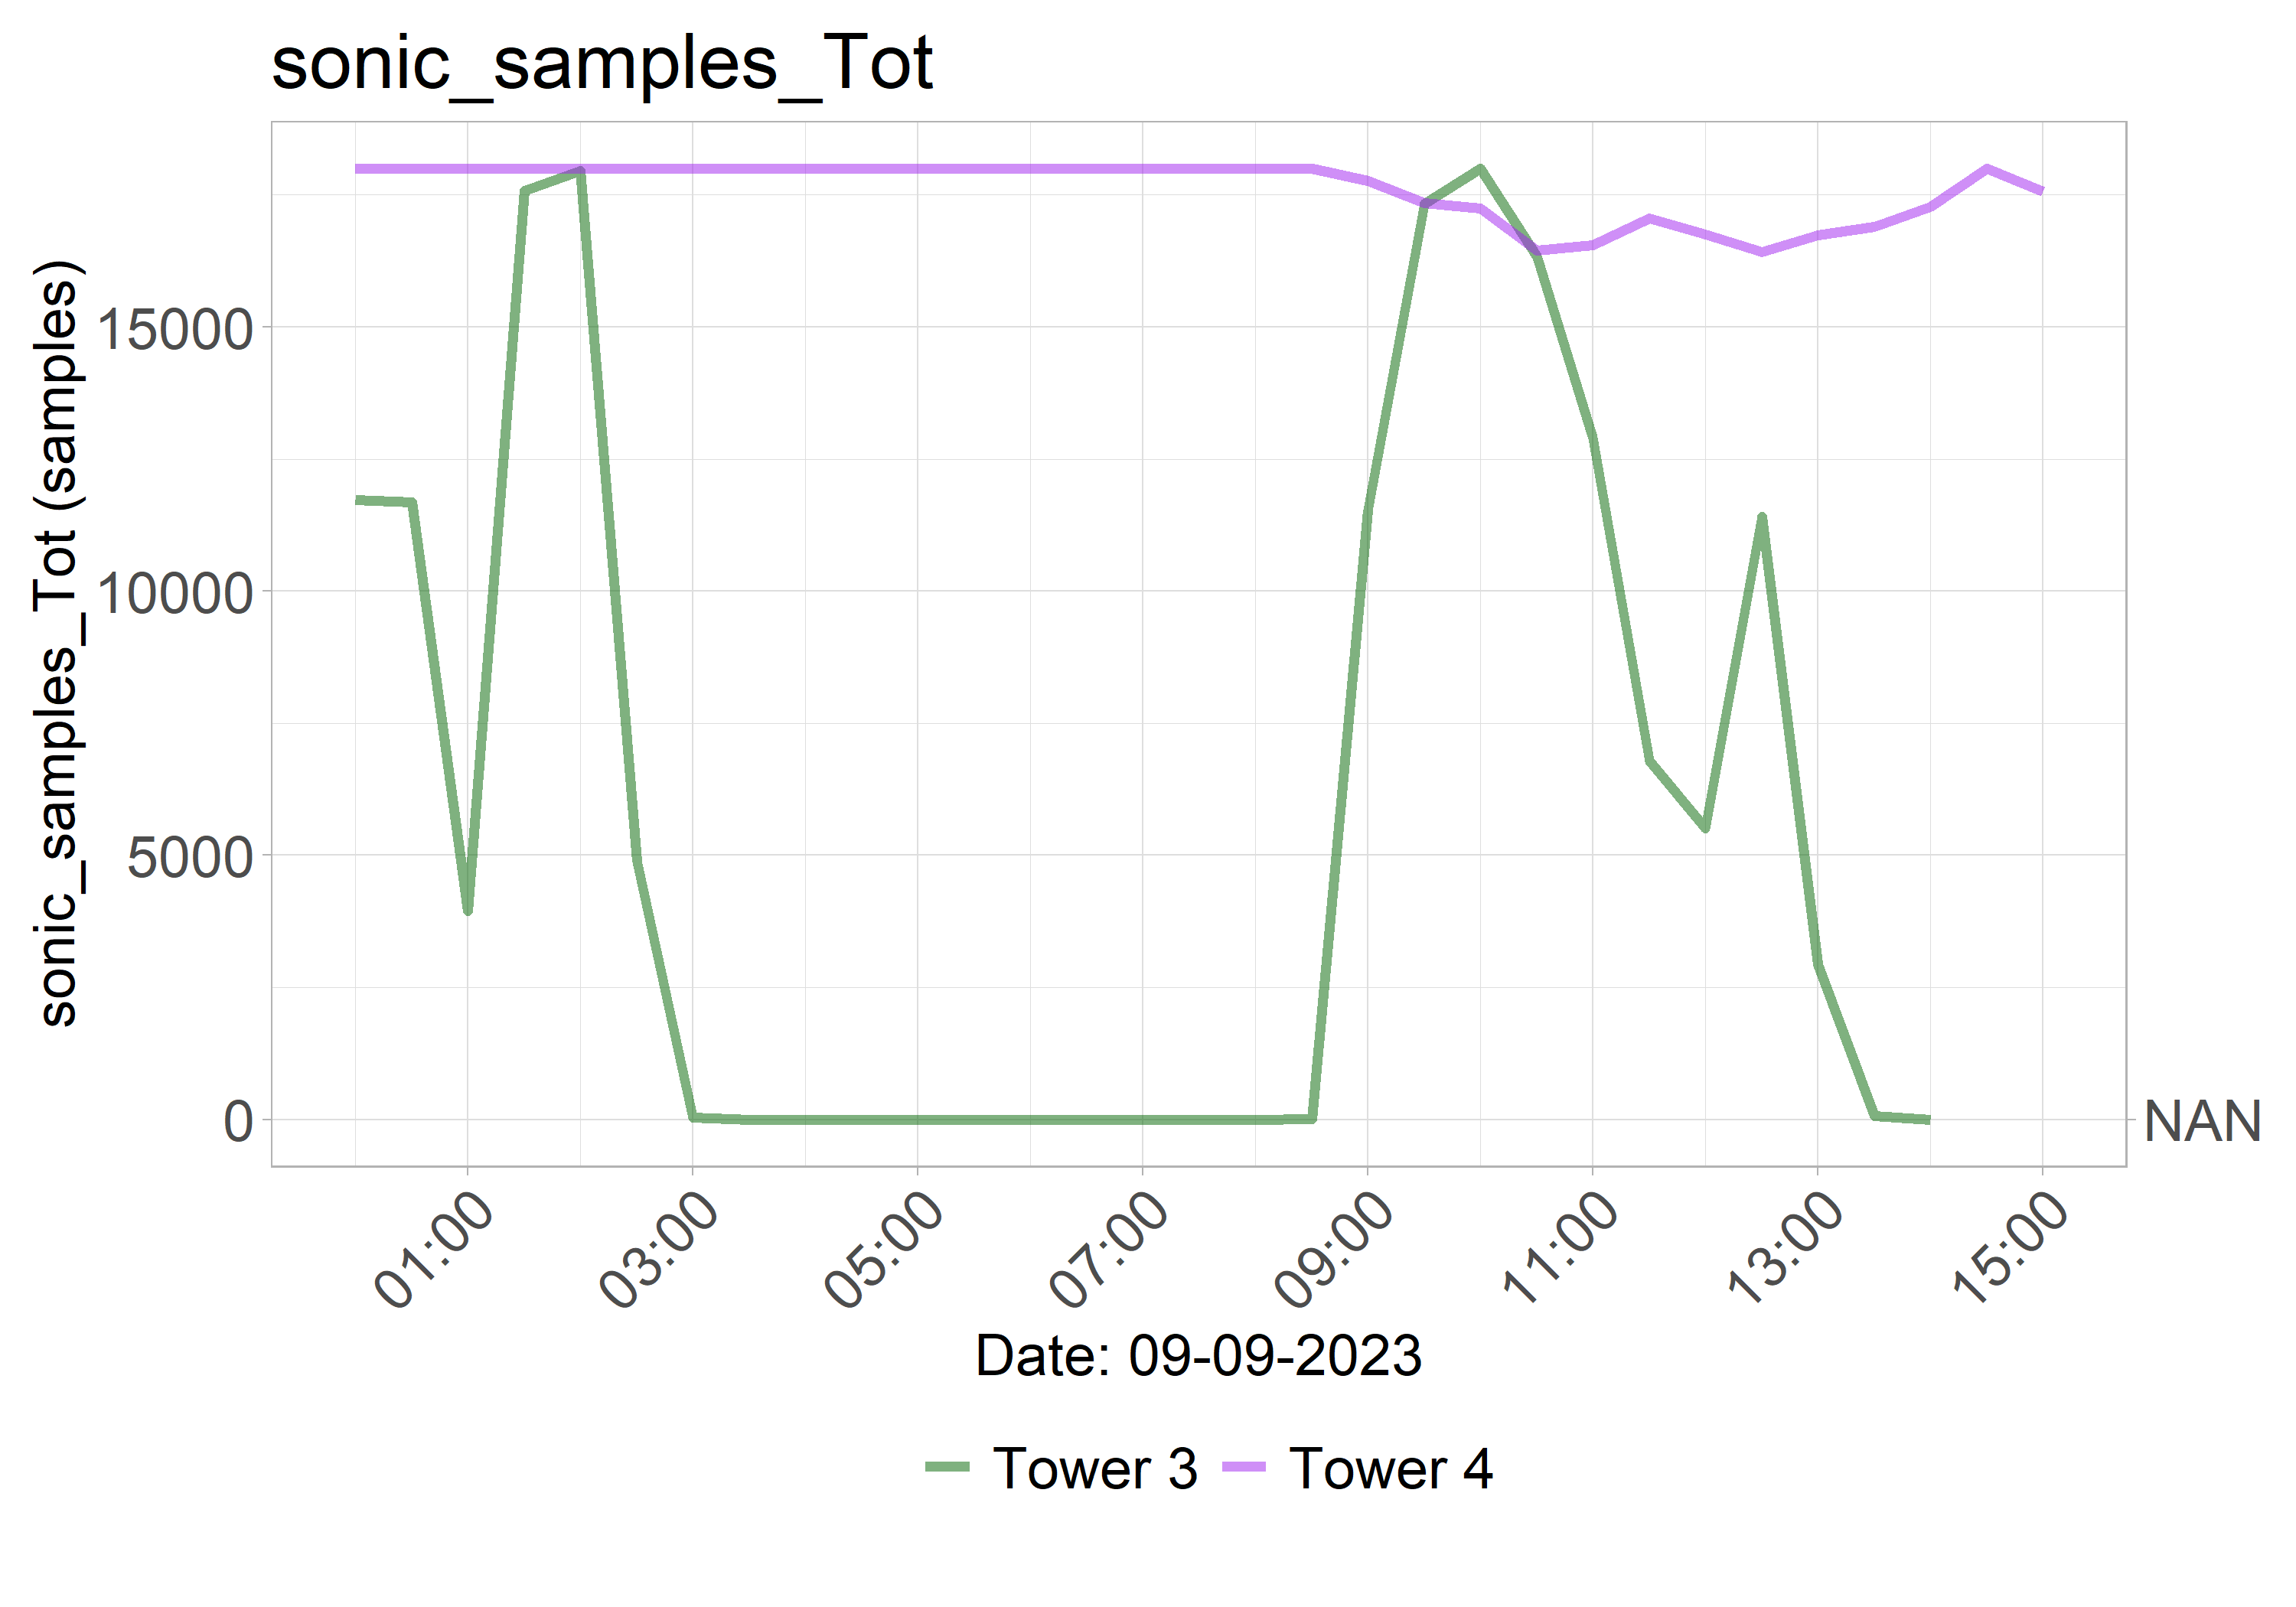 sonic_samples_Tot
sonic_samples_Tot (samples)
15000
10000
5000
0
NAN
01:00
03:00
05:00
07:00
09:00
11:00
13:00
15:00
Date: 09-09-2023
Tower 3
Tower 4